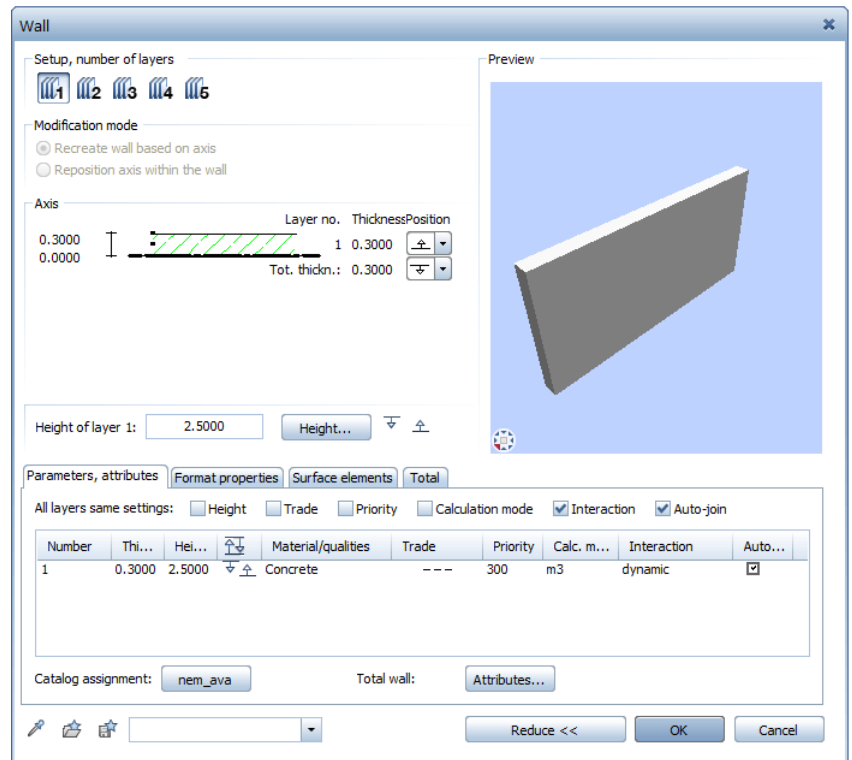 Wall
Setup, number of layers
Preview
1 2 3 4 5
Modification mode
Recreate wall based on axis
Reposition axis within the wall
Axis
Layer no. Thickness Position
0.3000 1 0.3000
0.0000 Tot. thickn.: 0.3000
Height of layer 1: 2.5000 Height...
Parameters, attributes Format properties Surface elements Total
All layers same settings: Height Trade Priority Calculation mode Interaction Auto-join
Number Thi... Hei... Material/qualities Trade Priority Calc. m... Interaction Auto...
1 0.3000 2.5000 Concrete --- 300 m3 dynamic
Catalog assignment: nem_ava Total wall: Attributes...
Reduce << OK Cancel